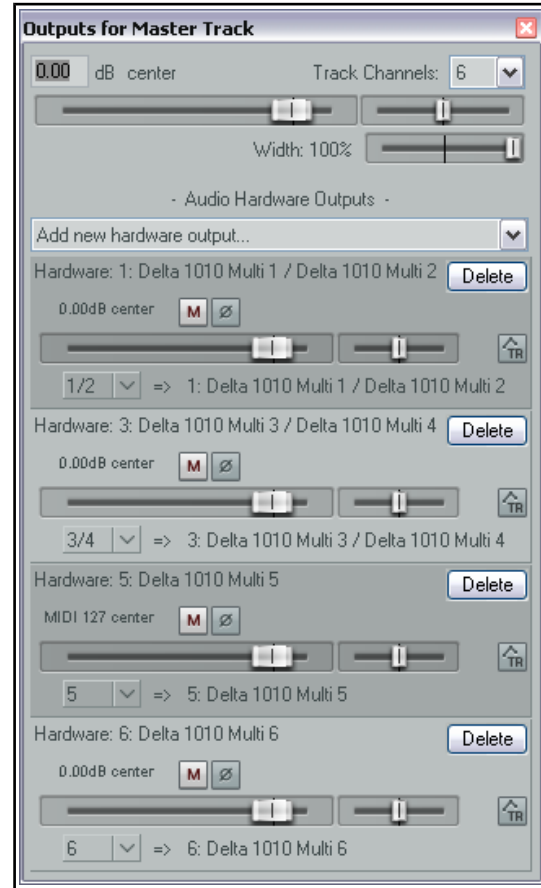 Outputs for Master Track
0.00 dB center Track Channels: 6
Width: 100%
- Audio Hardware Outputs -
Add new hardware output...
Hardware: 1: Delta 1010 Multi 1 / Delta 1010 Multi 2 Delete
0.00dB center M Ø
TR
1/2 => 1: Delta 1010 Multi 1 / Delta 1010 Multi 2
Hardware: 3: Delta 1010 Multi 3 / Delta 1010 Multi 4 Delete
0.00dB center M Ø
TR
3/4 => 3: Delta 1010 Multi 3 / Delta 1010 Multi 4
Hardware: 5: Delta 1010 Multi 5 Delete
MIDI 127 center M Ø
TR
5 => 5: Delta 1010 Multi 5
Hardware: 6: Delta 1010 Multi 6 Delete
0.00dB center M Ø
TR
6 => 6: Delta 1010 Multi 6